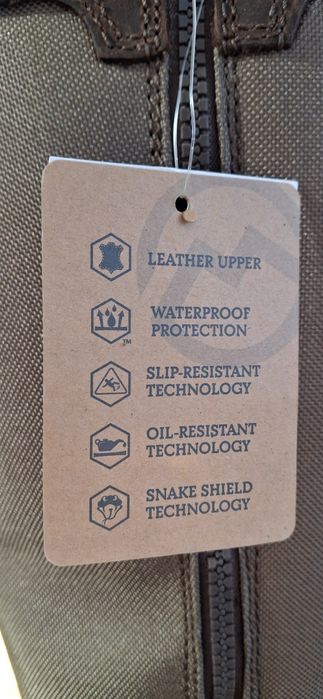 LEATHER UPPER
WATERPROOF
PROTECTION
TM
SLIP-RESISTANT
TECHNOLOGY
OIL-RESISTANT
TECHNOLOGY
SNAKE SHIELD
TECHNOLOGY